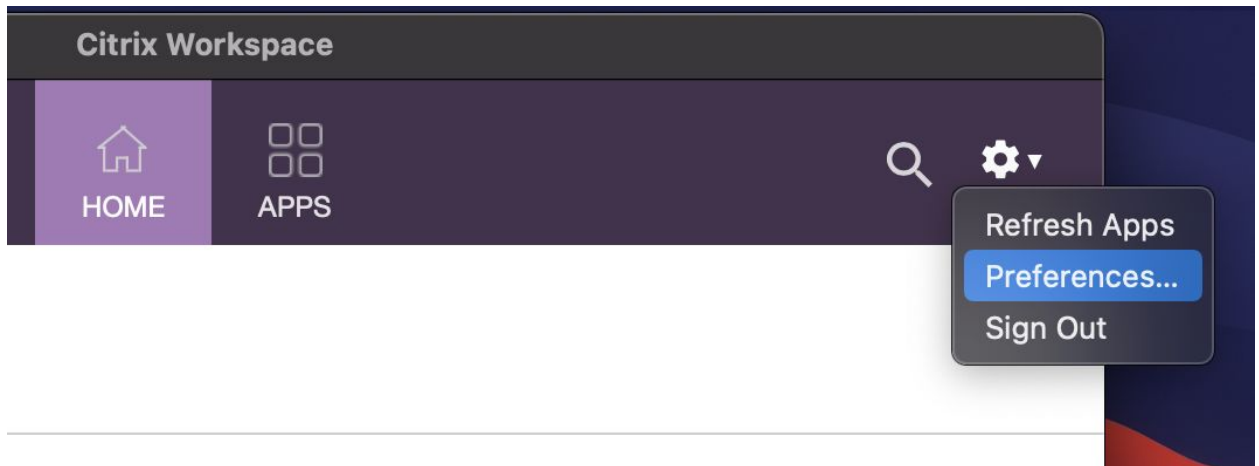 Citrix Workspace
HOME
APPS
Refresh Apps
Preferences...
Sign Out